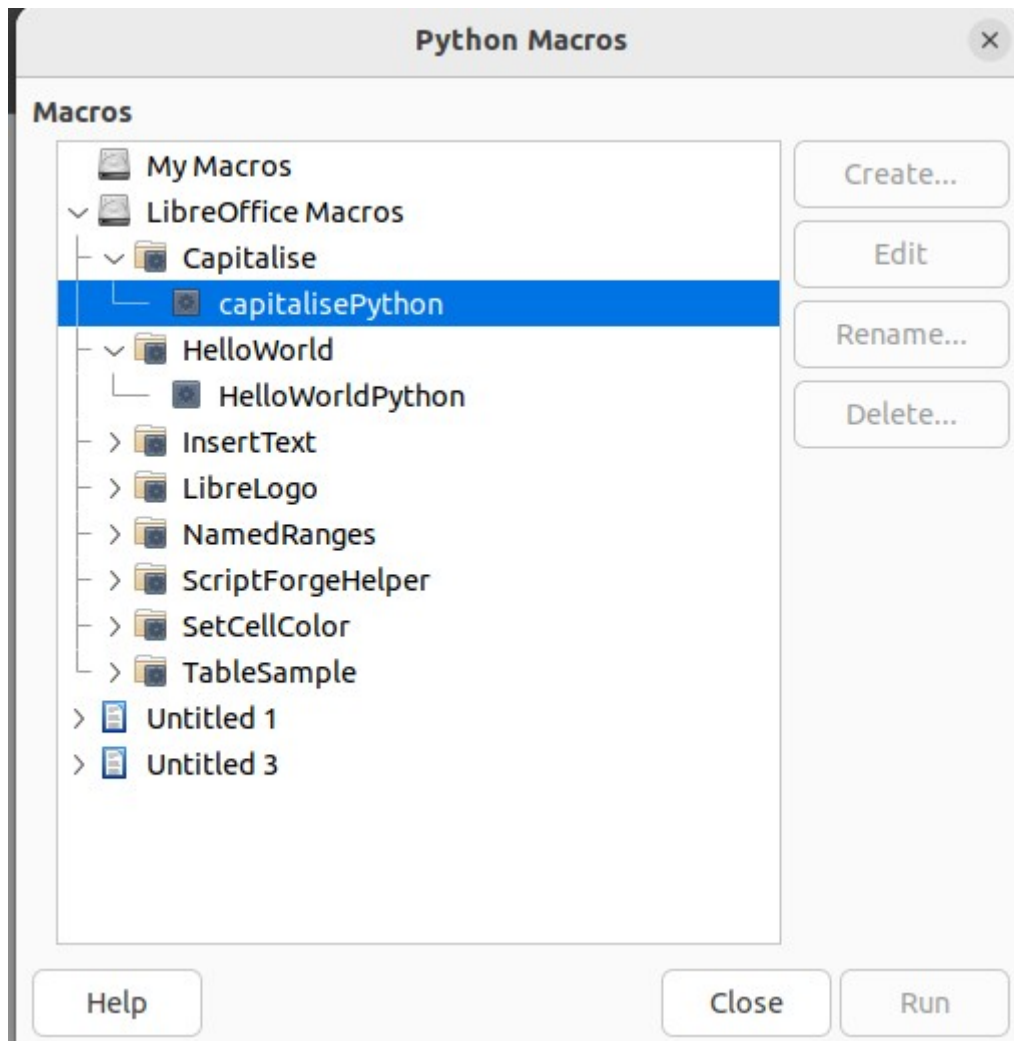 Python Macros
Macros
My Macros
LibreOffice Macros
Capitalise
capitalisePython
HelloWorld
HelloWorldPython
InsertText
LibreLogo
NamedRanges
ScriptForgeHelper
SetCellColor
TableSample
Untitled 1
Untitled 3
Create...
Edit
Rename...
Delete...
Help
Close
Run